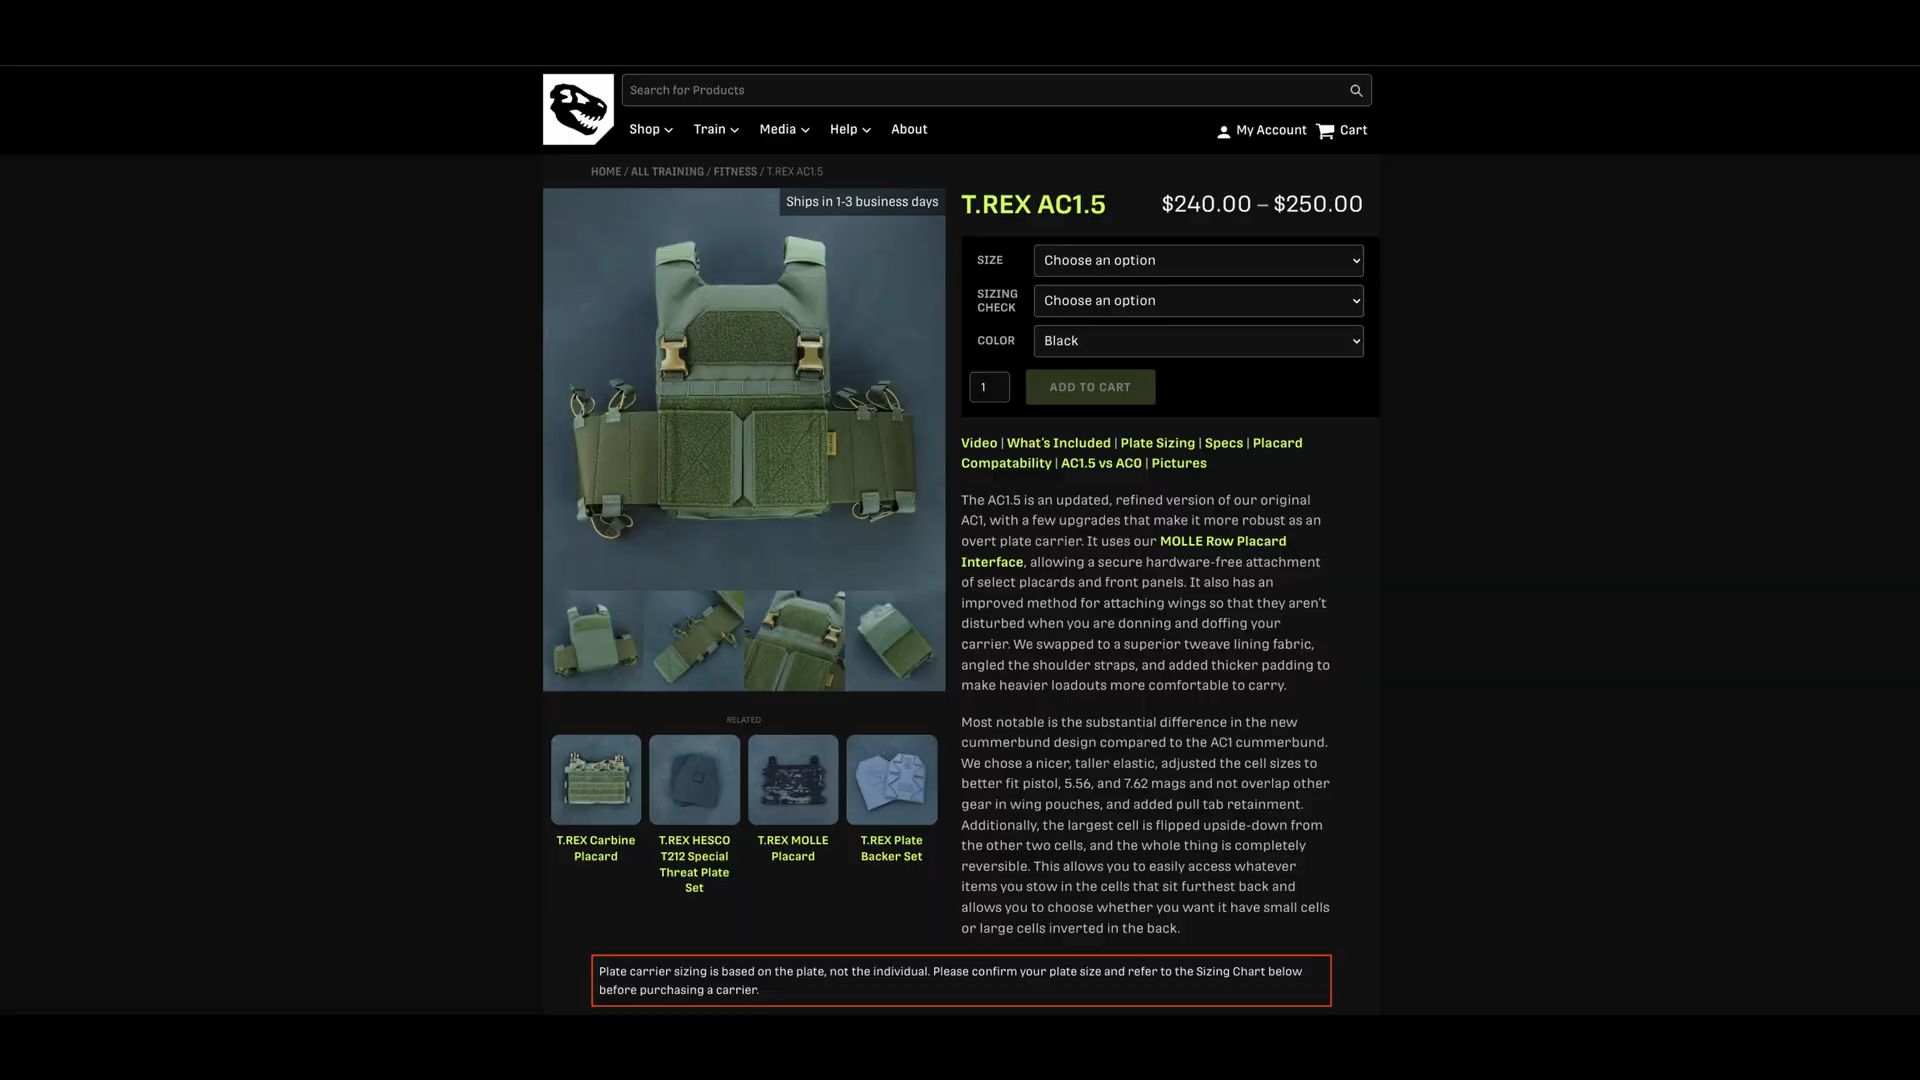 Search for Products
Shop
Train
Media
Help
About
My Account
Cart
HOME / ALL TRAINING / FITNESS / T.REX AC1.5
Ships in 1-3 business days
T.REX AC1.5
$240.00 – $250.00
SIZE
Choose an option
SIZING
CHECK
Choose an option
COLOR
Black
1
ADD TO CART
Video | What's Included | Plate Sizing | Specs | Placard
Compatability | AC1.5 vs AC0 | Pictures
The AC1.5 is an updated, refined version of our original
AC1, with a few upgrades that make it more robust as an
overt plate carrier. It uses our MOLLE Row Placard
Interface, allowing a secure hardware-free attachment
of select placards and front panels. It also has an
improved method for attaching wings so that they aren't
disturbed when you are donning and doffing your
carrier. We swapped to a superior tweave lining fabric,
angled the shoulder straps, and added thicker padding to
make heavier loadouts more comfortable to carry.
Most notable is the substantial difference in the new
cummerbund design compared to the AC1 cummerbund.
We chose a nicer, taller elastic, adjusted the cell sizes to
better fit pistol, 5.56, and 7.62 mags and not overlap other
gear in wing pouches, and added pull tab retainment.
Additionally, the largest cell is flipped upside-down from
the other two cells, and the whole thing is completely
reversible. This allows you to easily access whatever
items you stow in the cells that sit furthest back and
allows you to choose whether you want it have small cells
or large cells inverted in the back.
RELATED
T.REX Carbine
Placard
T.REX HESCO
T212 Special
Threat Plate
Set
T.REX MOLLE
Placard
T.REX Plate
Backer Set
Plate carrier sizing is based on the plate, not the individual. Please confirm your plate size and refer to the Sizing Chart below
before purchasing a carrier.